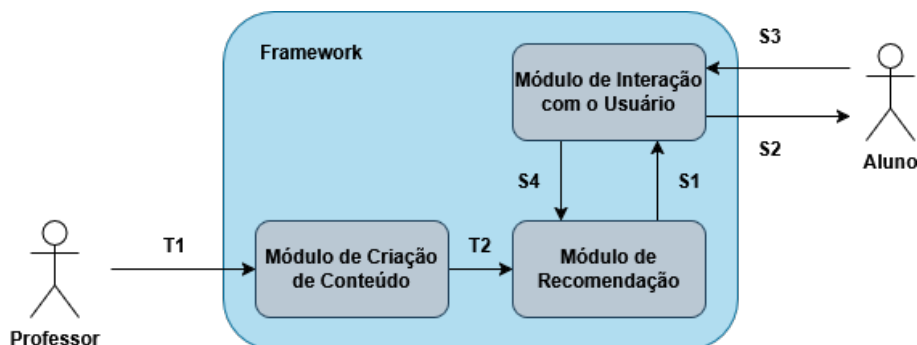 Framework
S3
Módulo de Interação
com o Usuário
S2
Aluno
S4
S1
T1
Módulo de Criação
de Conteúdo
T2
Módulo de
Recomendação
Professor